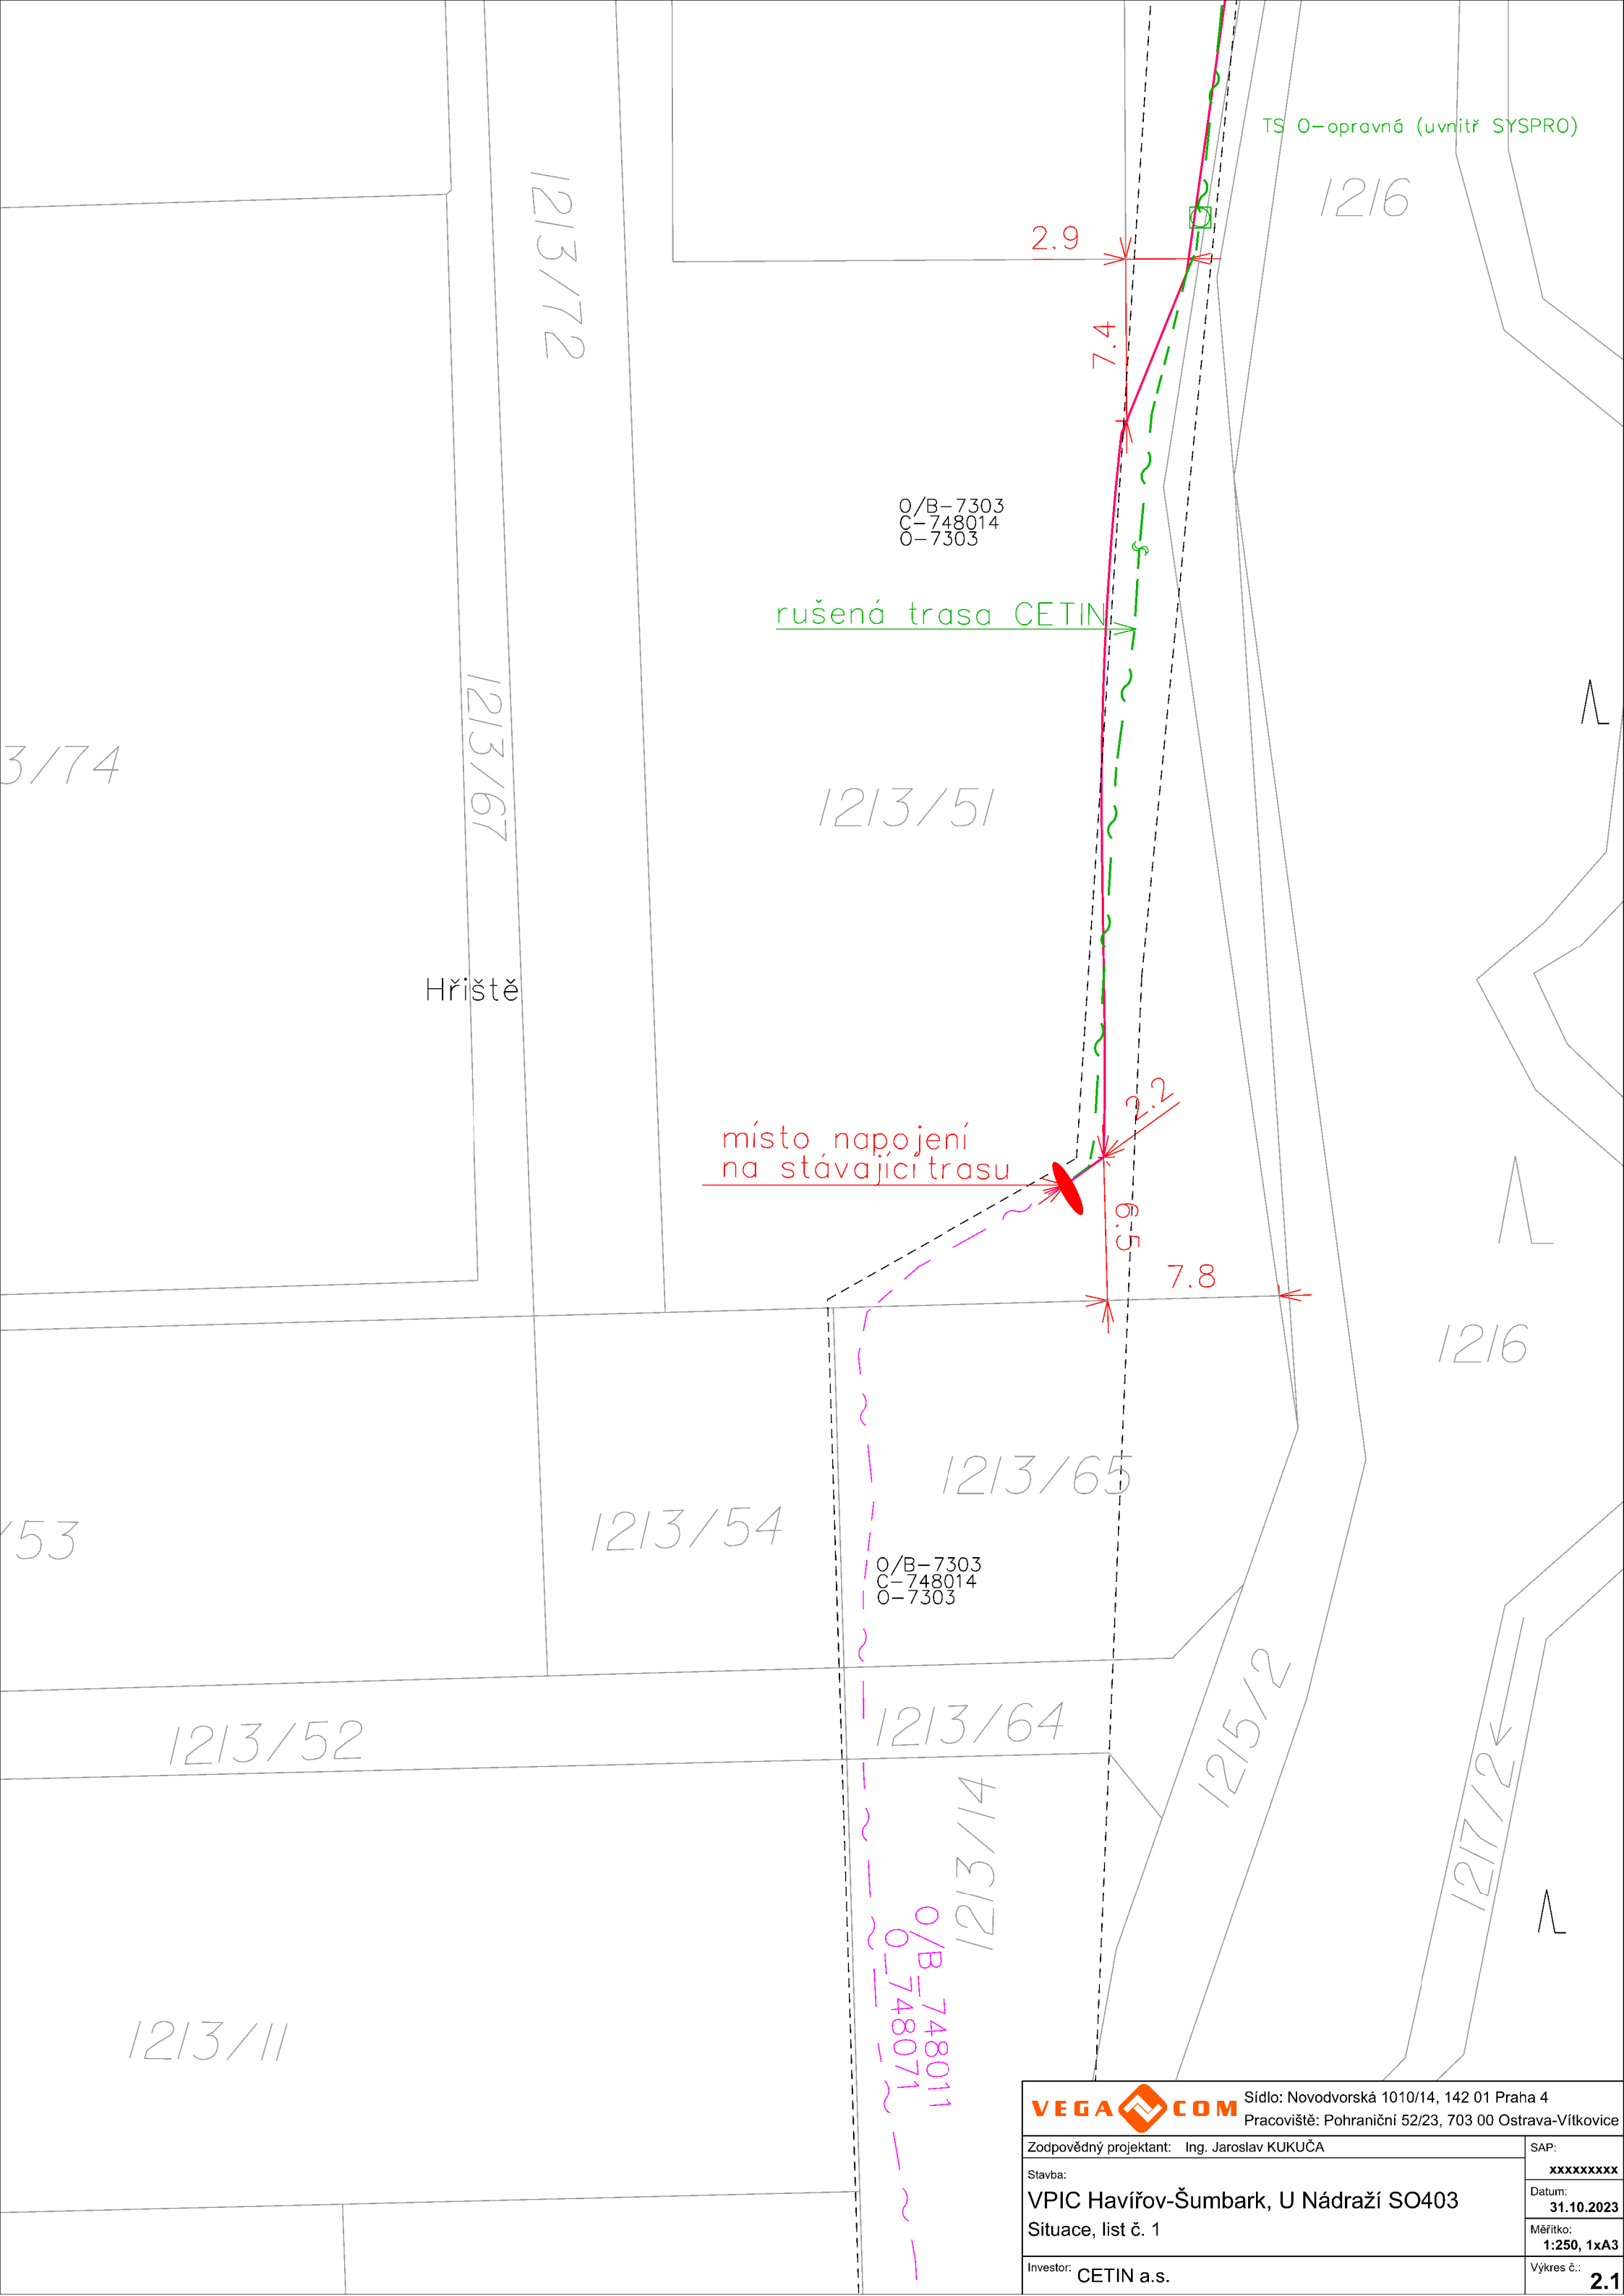 TS O-opravná (uvnitř SYSPRO)
1216
1213/72
2.9
7.4
O/B-7303
C-748014
O-7303
rušená trasa CETIN
1213/67
3/74
1213/51
Hřiště
2.2
místo napojení
na stávající trasu
6.5
7.8
1216
1213/65
1213/54
/53
O/B-7303
C-748014
O-7303
1213/52
1213/64
1215/2
1217/2
1213/14
O/B_748011
O_748071
1213/11
VEGA COM
Sídlo: Novodvorská 1010/14, 142 01 Praha 4
Pracoviště: Pohraniční 52/23, 703 00 Ostrava-Vítkovice
Zodpovědný projektant: Ing. Jaroslav KUKUČA
SAP:
xxxxxxxxx
Stavba:
VPIC Havířov-Šumbark, U Nádraží SO403
Situace, list č. 1
Datum:
31.10.2023
Měřítko:
1:250, 1xA3
Investor: CETIN a.s.
Výkres č.:
2.1